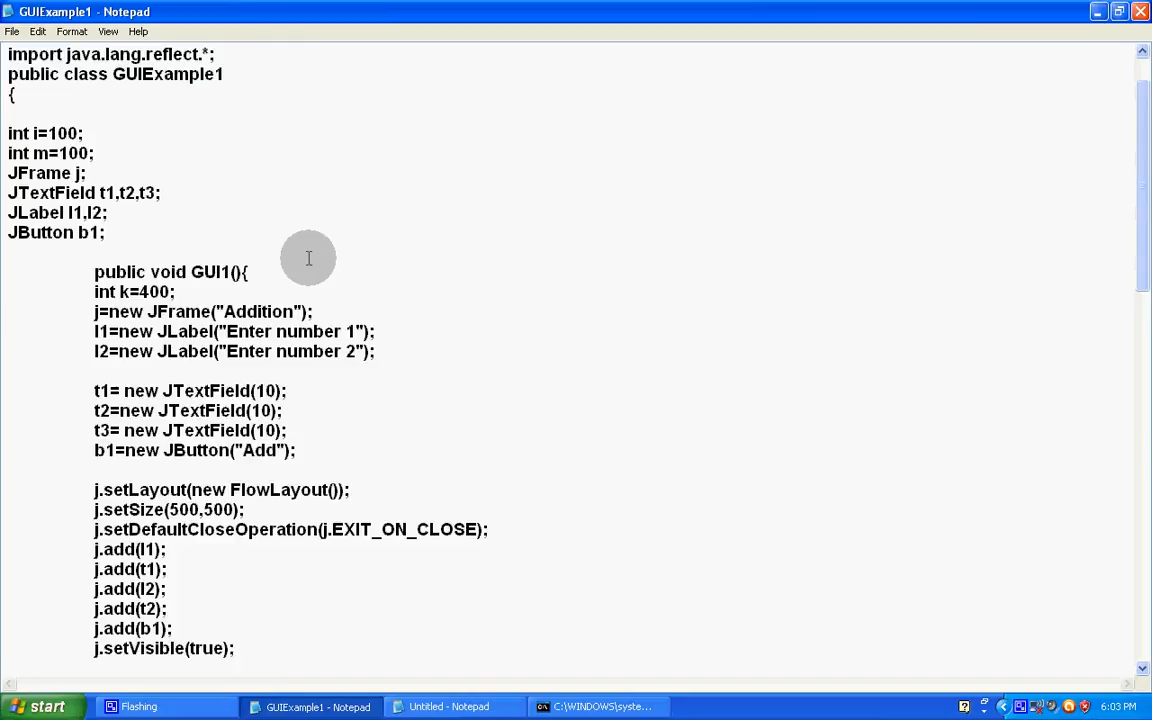 GUIExample1 - Notepad
File Edit Format View Help
import java.lang.reflect.*;
public class GUIExample1
{
int i=100;
int m=100;
JFrame j;
JTextField t1,t2,t3;
JLabel l1,l2;
JButton b1;
public void GUI1(){
int k=400;
j=new JFrame("Addition");
l1=new JLabel("Enter number 1");
l2=new JLabel("Enter number 2");
t1= new JTextField(10);
t2=new JTextField(10);
t3= new JTextField(10);
b1=new JButton("Add");
j.setLayout(new FlowLayout());
j.setSize(500,500);
j.setDefaultCloseOperation(j.EXIT_ON_CLOSE);
j.add(l1);
j.add(t1);
j.add(l2);
j.add(t2);
j.add(b1);
j.setVisible(true);
start Flashing GUIExample1 - Notepad Untitled - Notepad C:\WINDOWS\syste... 6:03 PM